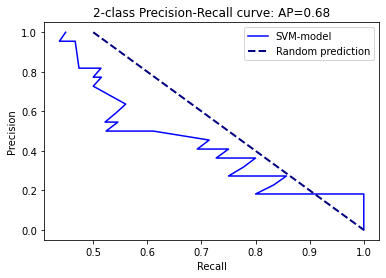 2-class Precision-Recall curve: AP=0.68
SVM-model
Random prediction
Precision
1.0
0.8
0.6
0.4
0.2
0.0
0.5 0.6 0.7 0.8 0.9 1.0
Recall